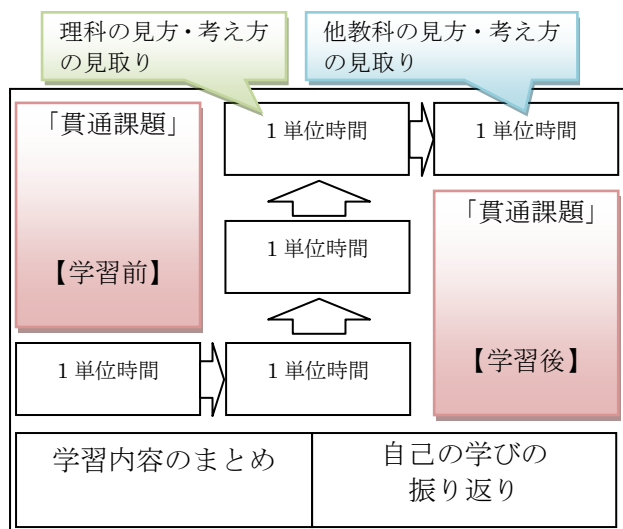 理科の見方・考え方
の見取り
他教科の見方・考え方
の見取り
「貫通課題」
【学習前】
1単位時間
1単位時間
1単位時間
1単位時間
1単位時間
「貫通課題」
【学習後】
学習内容のまとめ
自己の学びの
振り返り